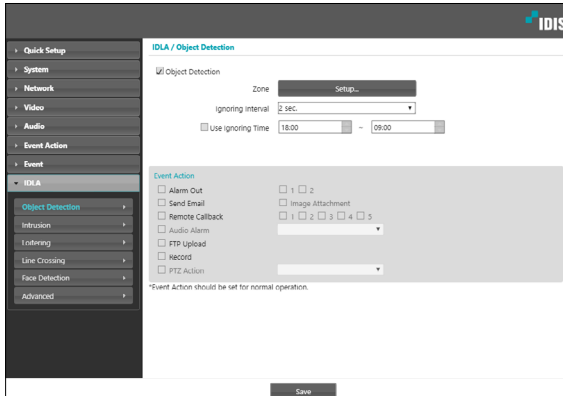 IDIS
Quick Setup
System
Network
Video
Audio
Event Action
Event
IDLA
Object Detection
Intrusion
Loitering
Line Crossing
Face Detection
Advanced
IDLA / Object Detection
Object Detection
Zone Setup...
Ignoring Interval 2 sec.
Use Ignoring Time 18:00 ~ 09:00
Event Action
Alarm Out 1 2
Send Email Image Attachment
Remote Callback 1 2 3 4 5
Audio Alarm
FTP Upload
Record
PTZ Action
*Event Action should be set for normal operation.
Save